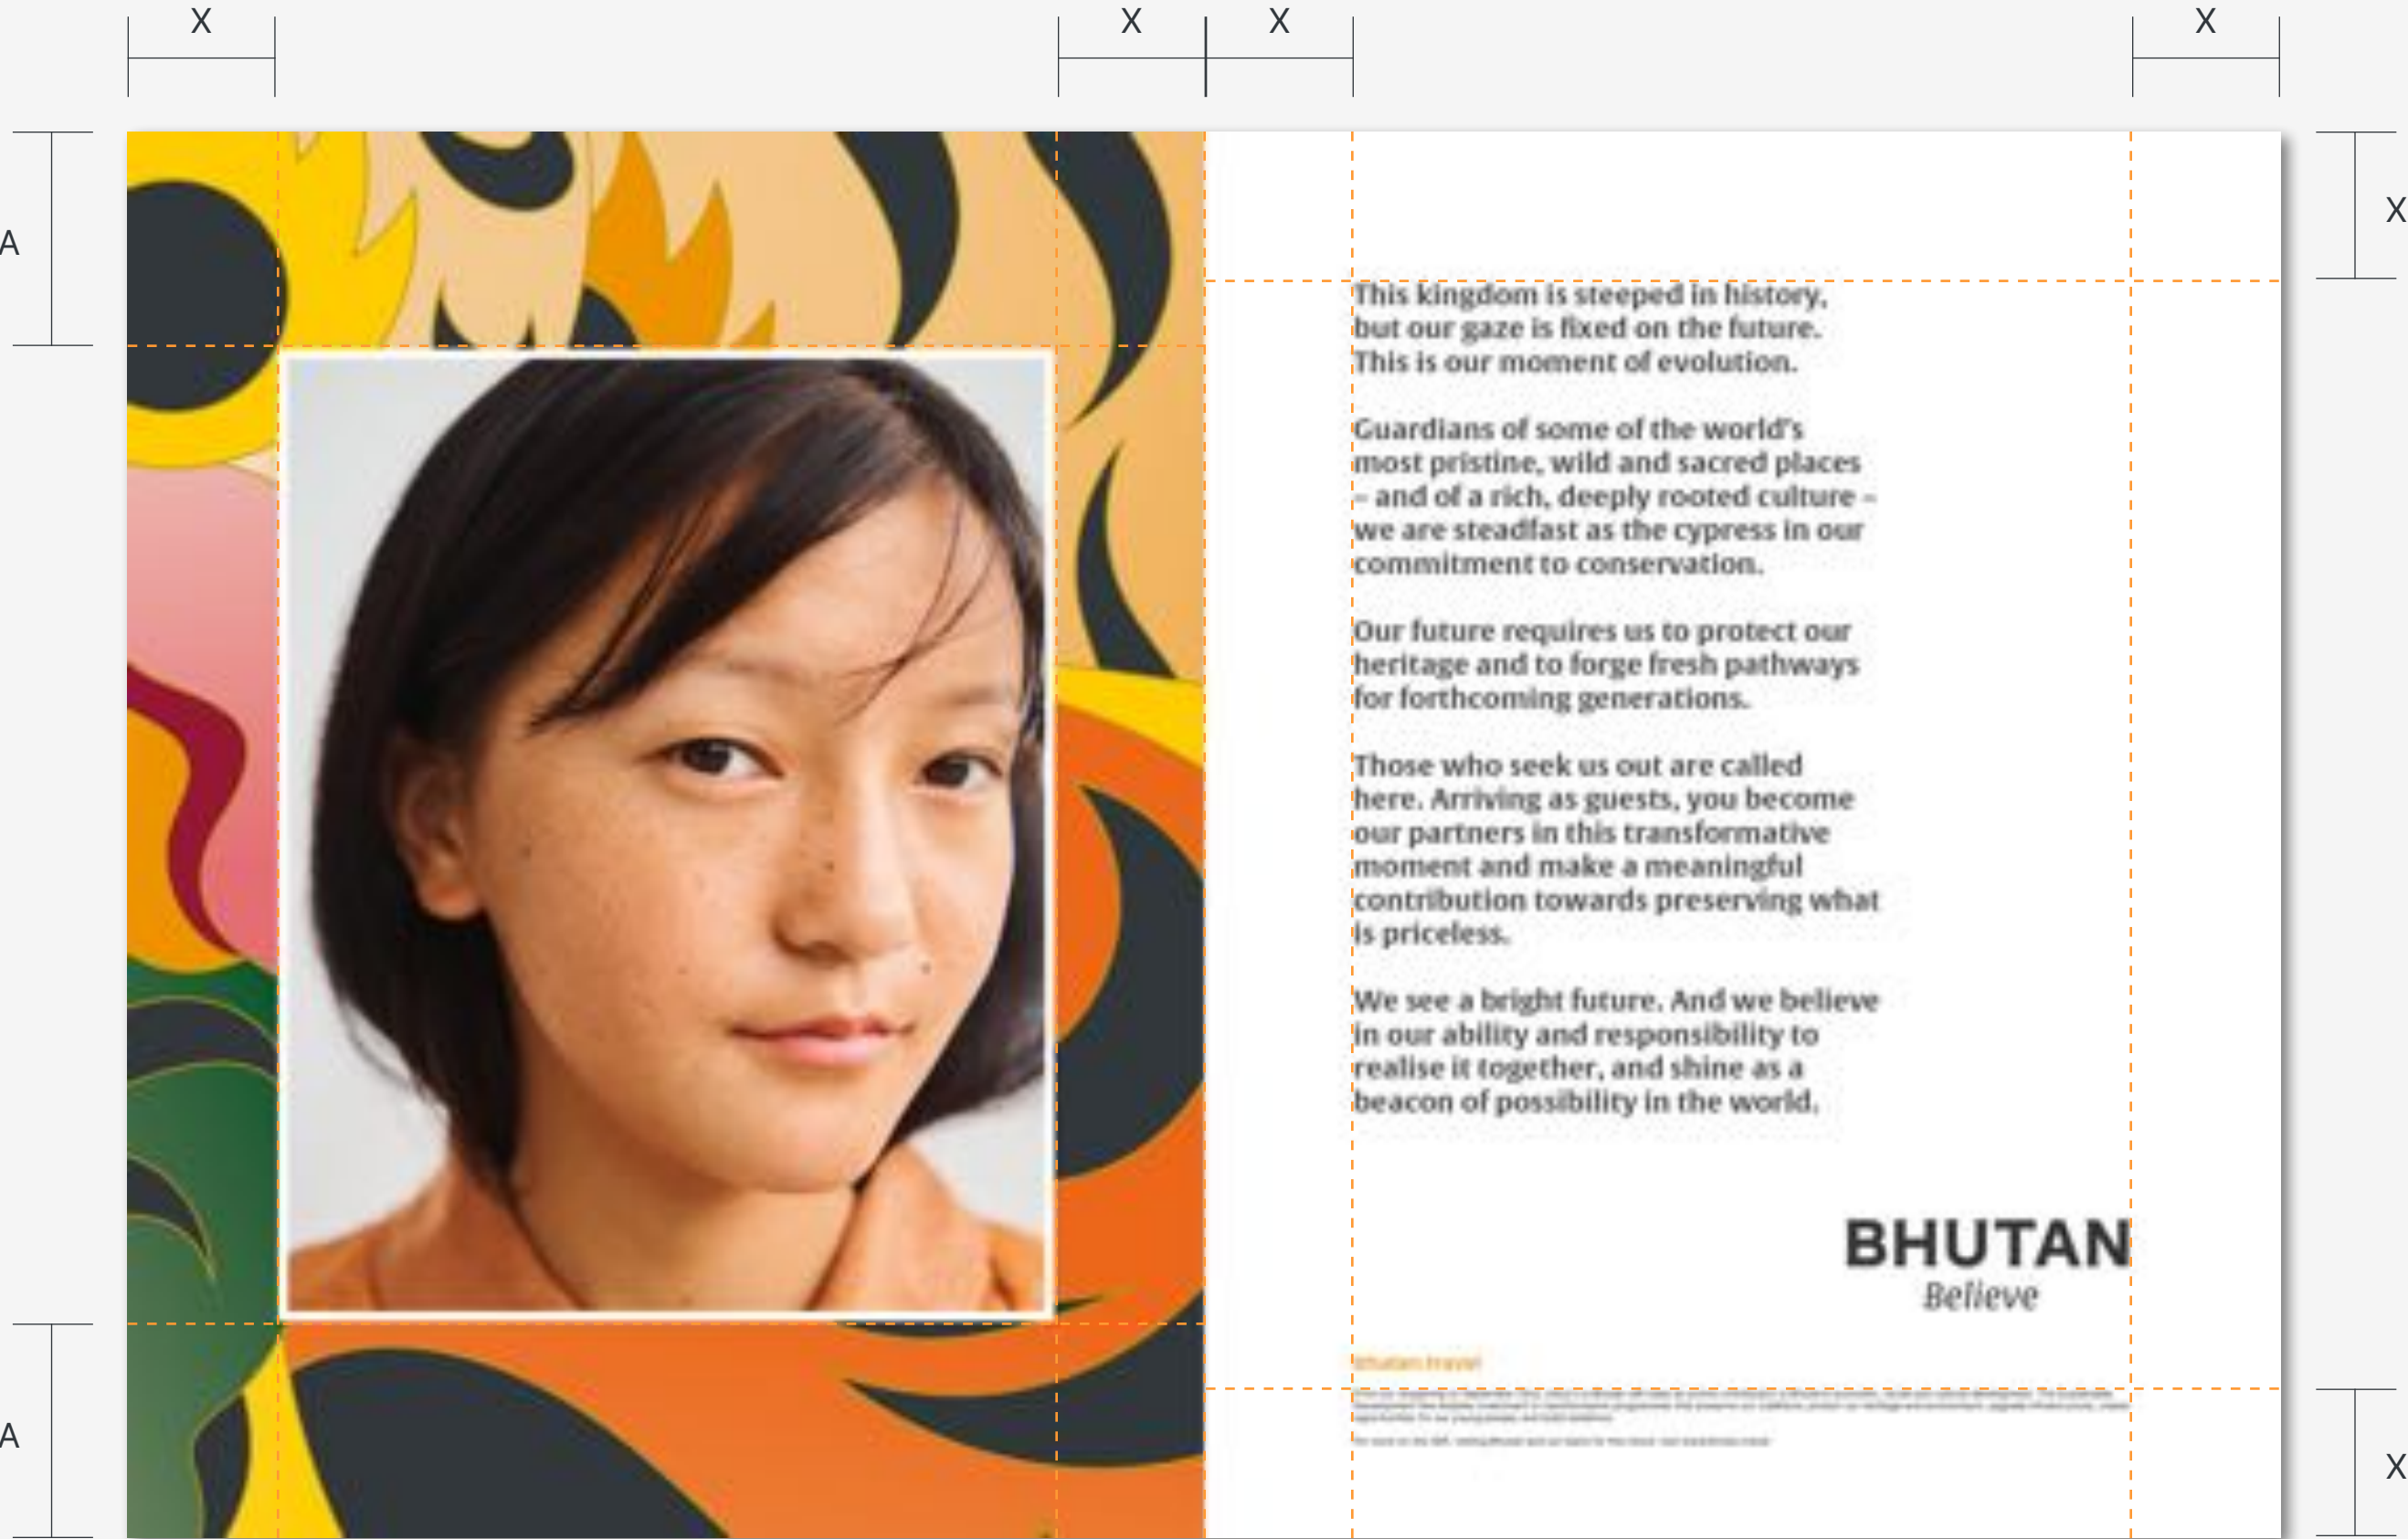 X
X
X
X
A
X
This kingdom is steeped in history,
but our gaze is fixed on the future.
This is our moment of evolution.
Guardians of some of the world's
most pristine, wild and sacred places
– and of a rich, deeply rooted culture –
we are steadfast as the cypress in our
commitment to conservation.
Our future requires us to protect our
heritage and to forge fresh pathways
for forthcoming generations.
Those who seek us out are called
here. Arriving as guests, you become
our partners in this transformative
moment and make a meaningful
contribution towards preserving what
is priceless.
We see a bright future. And we believe
in our ability and responsibility to
realise it together, and shine as a
beacon of possibility in the world.
BHUTAN
Believe
bhutan.travel
A
X